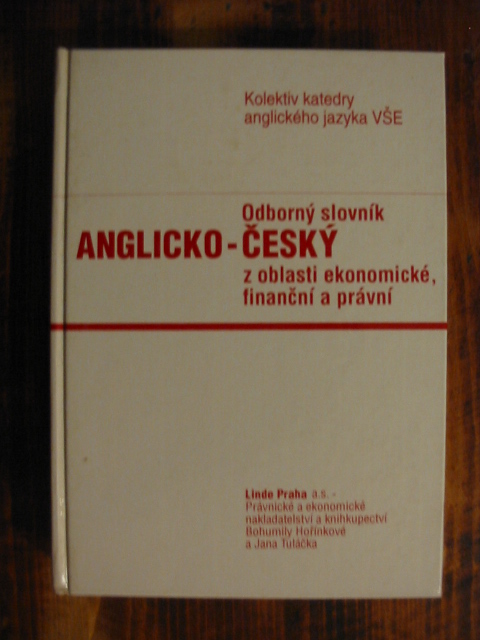 Kolektiv katedry
anglického jazyka VŠE
Odborný slovník
ANGLICKO-ČESKÝ
z oblasti ekonomické,
finanční a právní
Linde Praha a.s. -
Právnické a ekonomické
nakladatelství a knihkupectví
Bohumily Hořínkové
a Jana Tuláčka